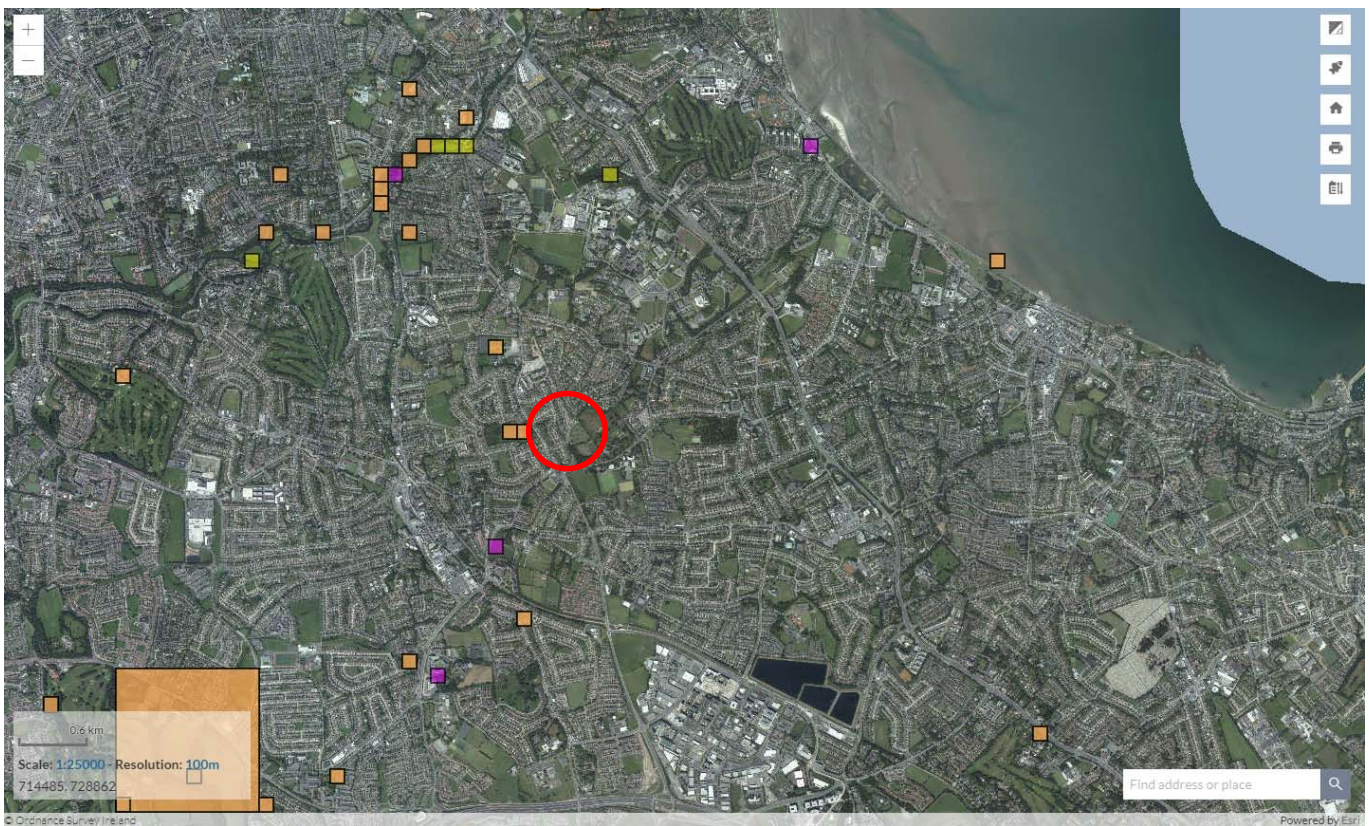 +
−
0.6 km
Scale: 1:25000 - Resolution: 100m
714485.728862
Find address or place
© Ordnance Survey Ireland
Powered by Esri